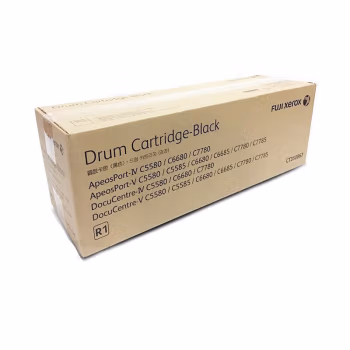 FUJI XEROX
Drum Cartridge-Black
ApeosPort-IV C5580 / C6680 / C7780
ApeosPort-V C5580 / C5585 / C6680 / C6685 / C7780 / C7785
DocuCentre-IV C5580 / C6680 / C7780
DocuCentre-V C5580 / C5585 / C6680 / C6685 / C7780 / C7785
R1